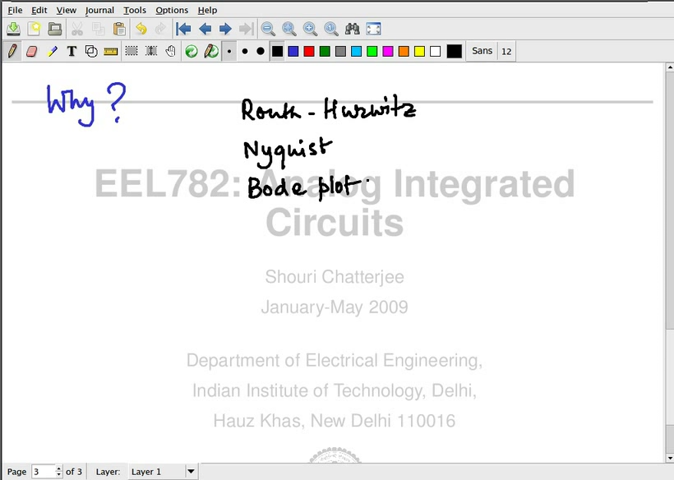 File Edit View Journal Tools Options Help
Sans 12
Why?
Routh - Hurwitz
Nyquist
Bode plot
EEL782: Analog Integrated
Circuits
Shouri Chatterjee
January-May 2009
Department of Electrical Engineering,
Indian Institute of Technology, Delhi,
Hauz Khas, New Delhi 110016
Page 3 of 3 Layer: Layer 1